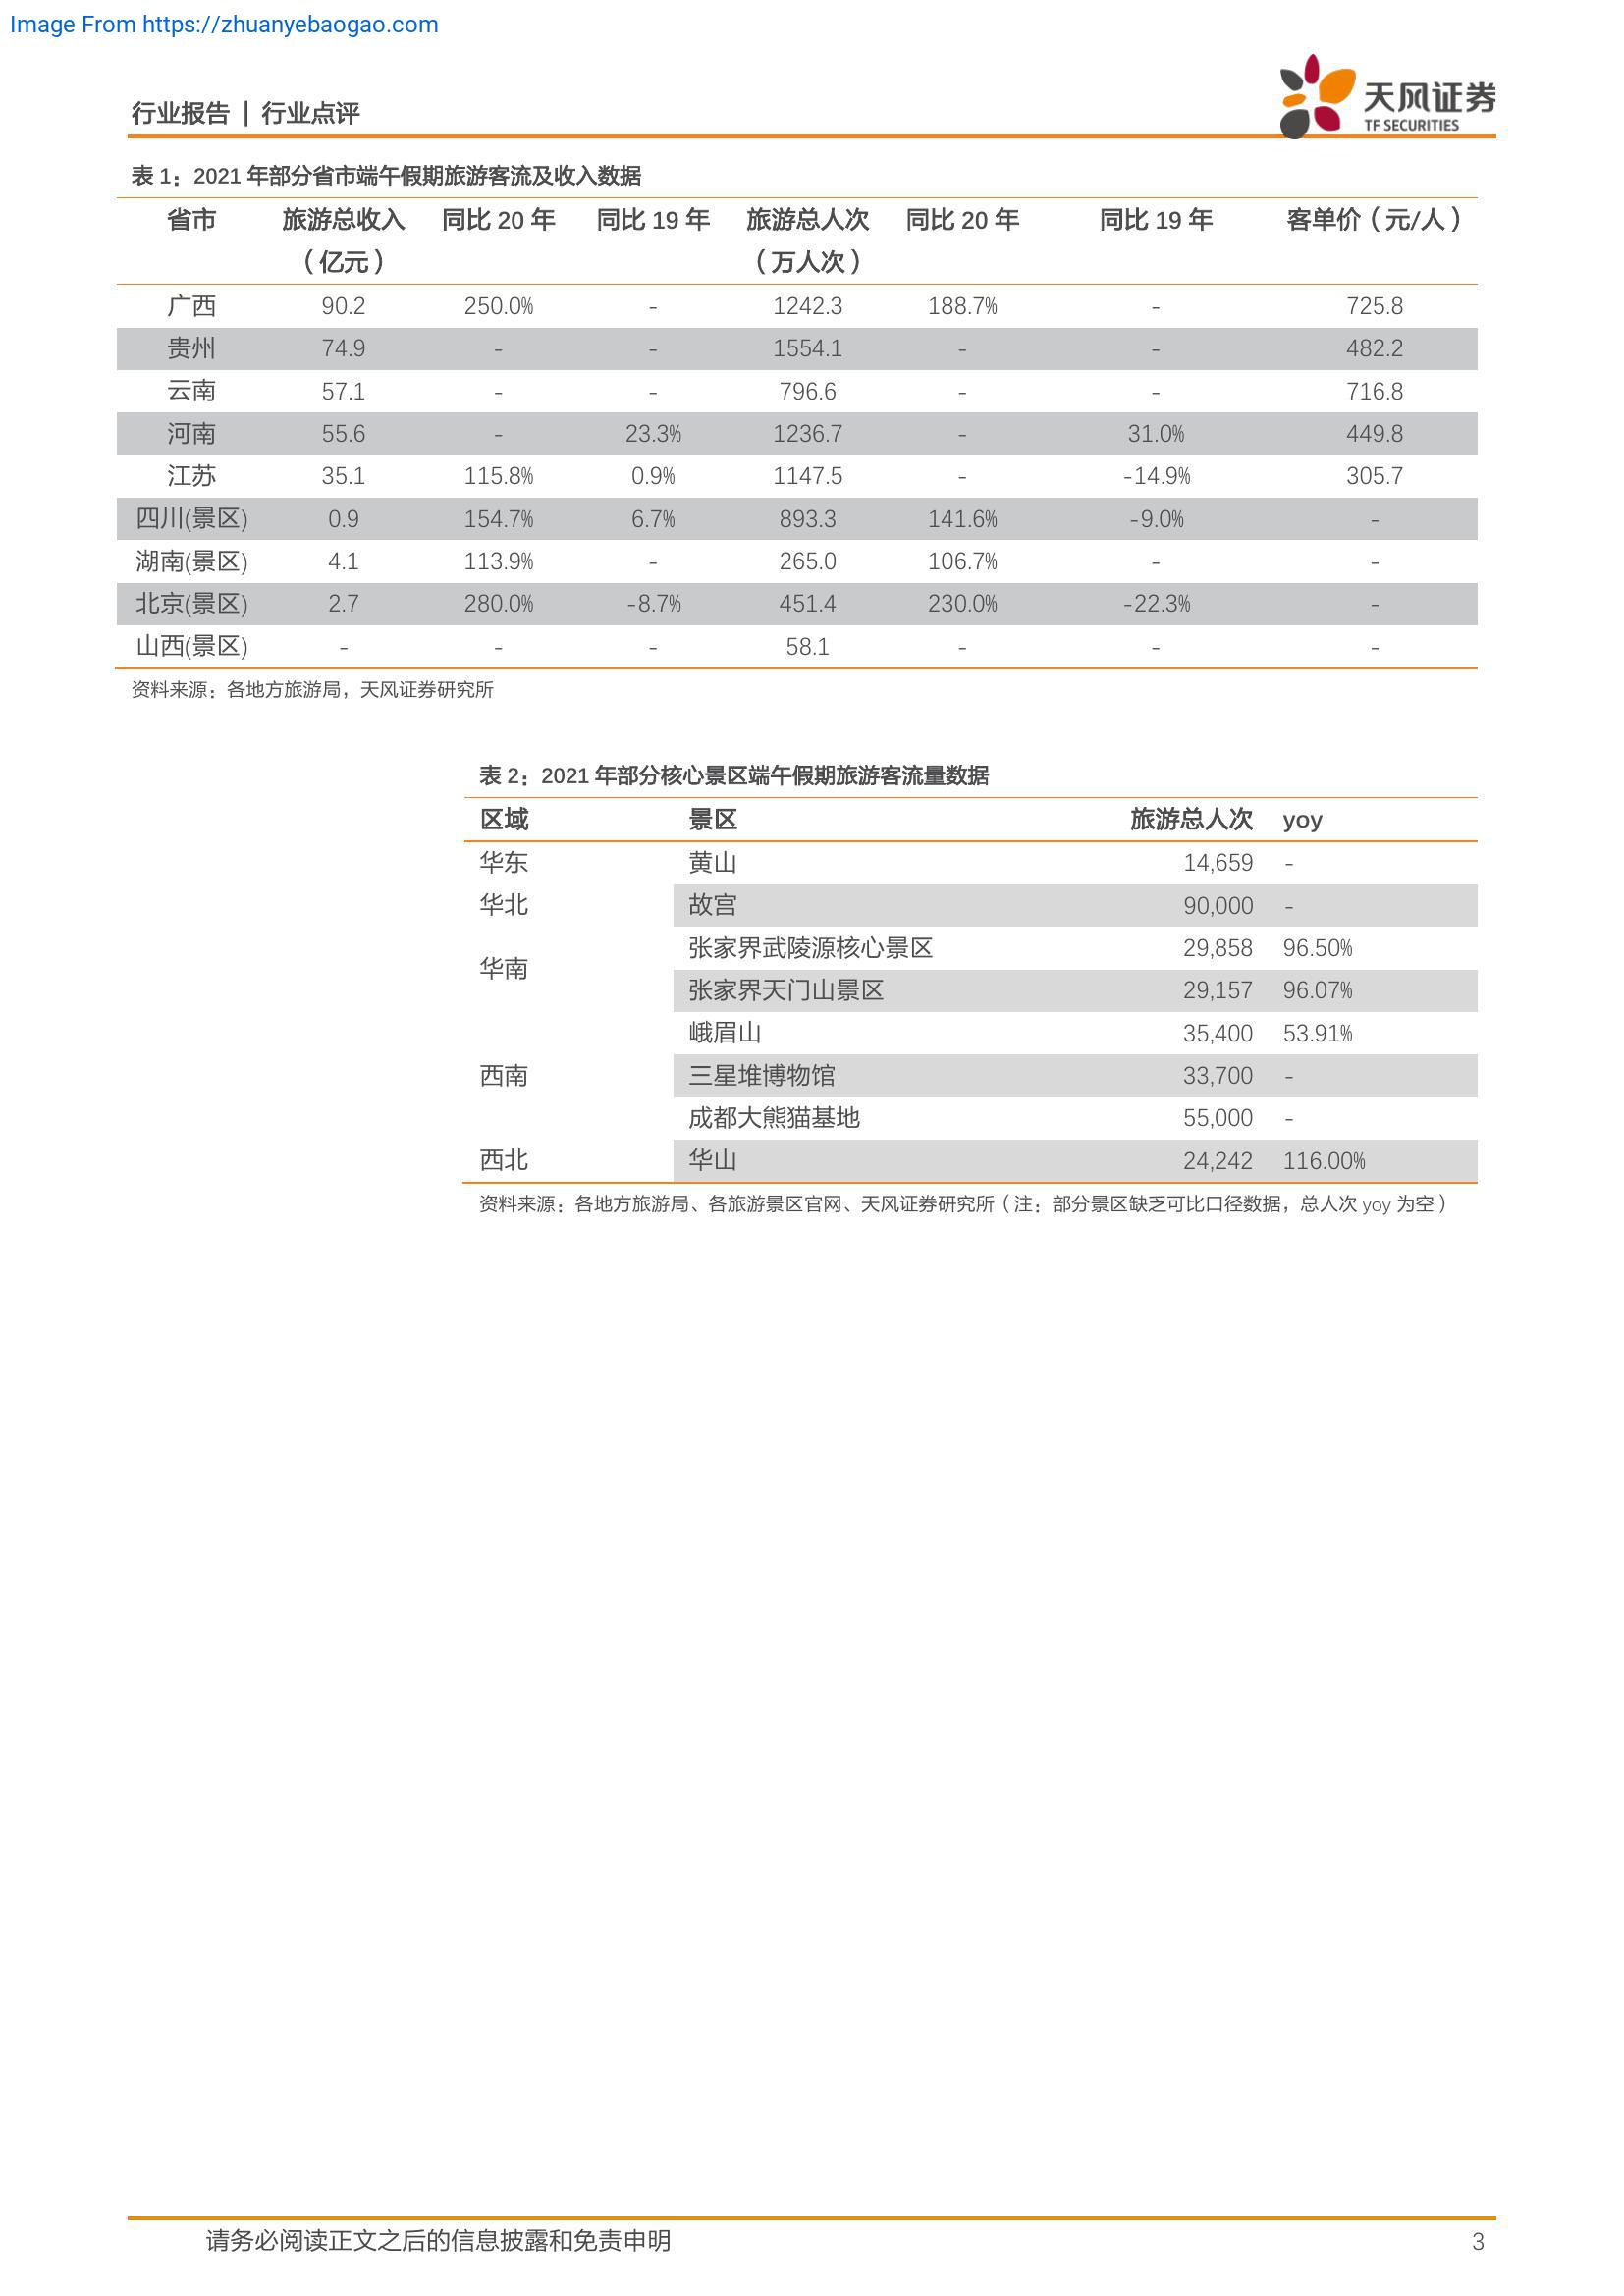 Image From https://zhuanyebaogao.com
行业报告 | 行业点评
天风证券
TF SECURITIES
表 1：2021 年部分省市端午假期旅游客流及收入数据
省市 旅游总收入（亿元） 同比 20 年 同比 19 年 旅游总人次（万人次） 同比 20 年 同比 19 年 客单价（元/人）
广西 90.2 250.0% - 1242.3 188.7% - 725.8
贵州 74.9 - - 1554.1 - - 482.2
云南 57.1 - - 796.6 - - 716.8
河南 55.6 - 23.3% 1236.7 - 31.0% 449.8
江苏 35.1 115.8% 0.9% 1147.5 - -14.9% 305.7
四川(景区) 0.9 154.7% 6.7% 893.3 141.6% -9.0% -
湖南(景区) 4.1 113.9% - 265.0 106.7% - -
北京(景区) 2.7 280.0% -8.7% 451.4 230.0% -22.3% -
山西(景区) - - - 58.1 - - -
资料来源：各地方旅游局，天风证券研究所
表 2：2021 年部分核心景区端午假期旅游客流量数据
区域 景区 旅游总人次 yoy
华东 黄山 14,659 -
华北 故宫 90,000 -
华南 张家界武陵源核心景区 29,858 96.50%
张家界天门山景区 29,157 96.07%
峨眉山 35,400 53.91%
西南 三星堆博物馆 33,700 -
成都大熊猫基地 55,000 -
西北 华山 24,242 116.00%
资料来源：各地方旅游局、各旅游景区官网、天风证券研究所（注：部分景区缺乏可比口径数据，总人次 yoy 为空）
请务必阅读正文之后的信息披露和免责申明 3